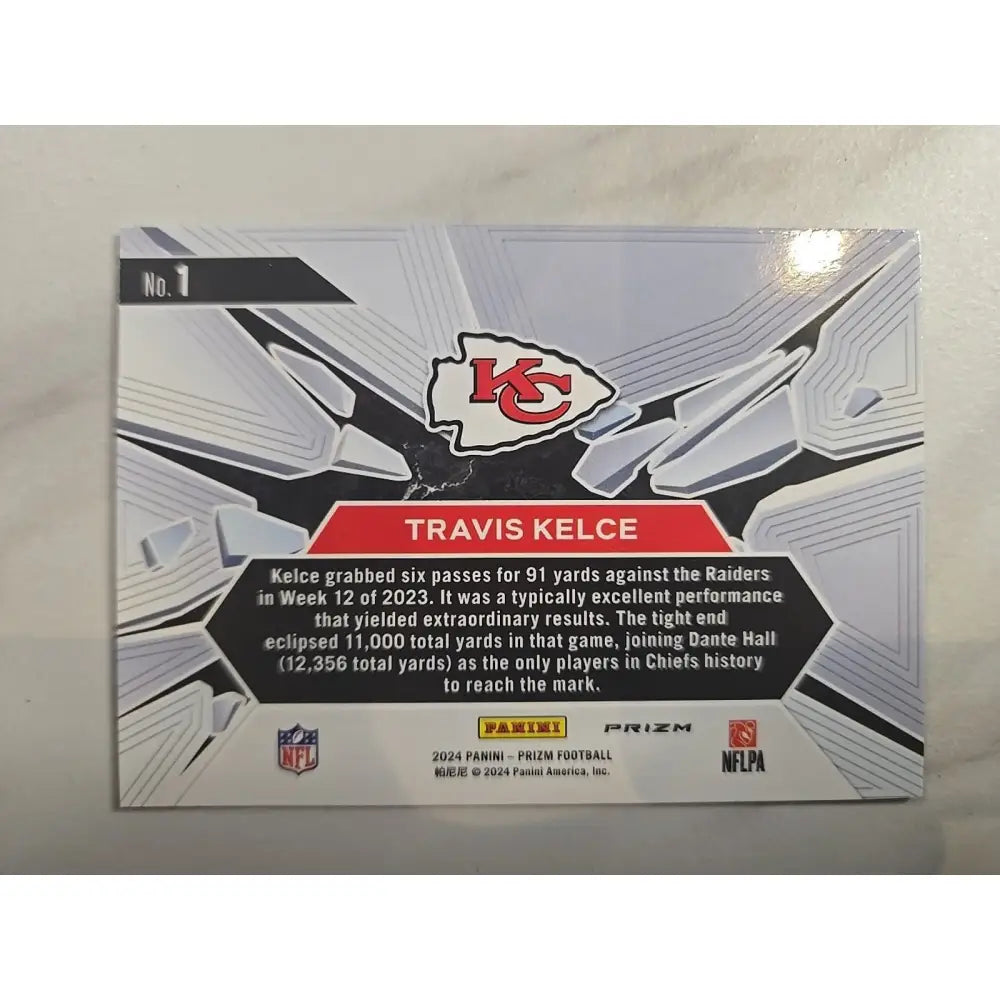 No. 1
KC
TRAVIS KELCE
Kelce grabbed six passes for 91 yards against the Raiders
in Week 12 of 2023. It was a typically excellent performance
that yielded extraordinary results. The tight end
eclipsed 11,000 total yards in that game, joining Dante Hall
(12,356 total yards) as the only players in Chiefs history
to reach the mark.
NFL
PANINI
PRIZM
NFLPA
2024 PANINI – PRIZM FOOTBALL
帕尼尼 © 2024 Panini America, Inc.